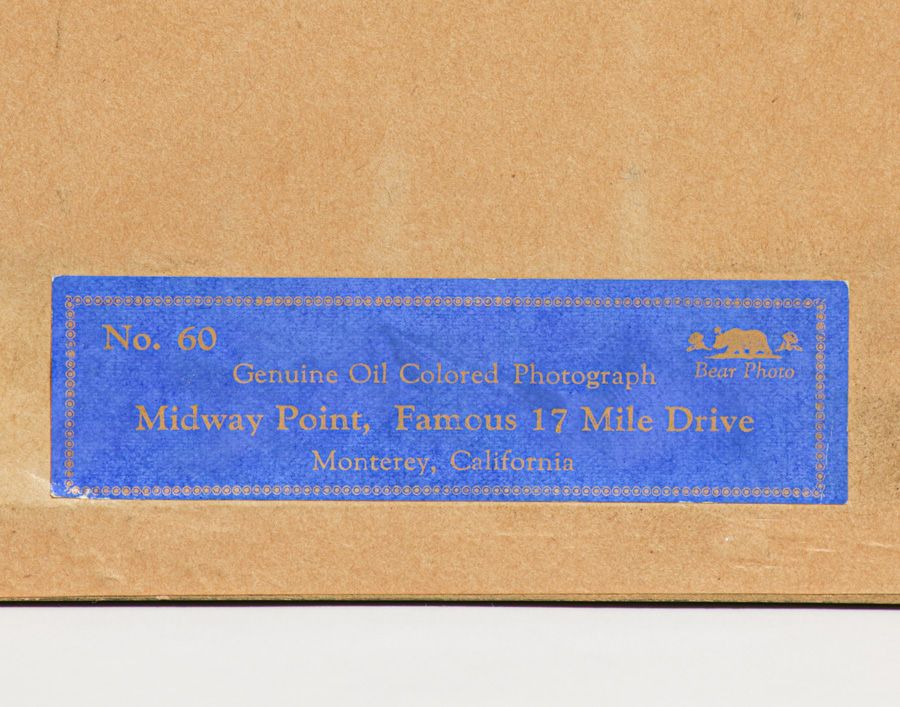 No. 60
Bear Photo
Genuine Oil Colored Photograph
Midway Point, Famous 17 Mile Drive
Monterey, California